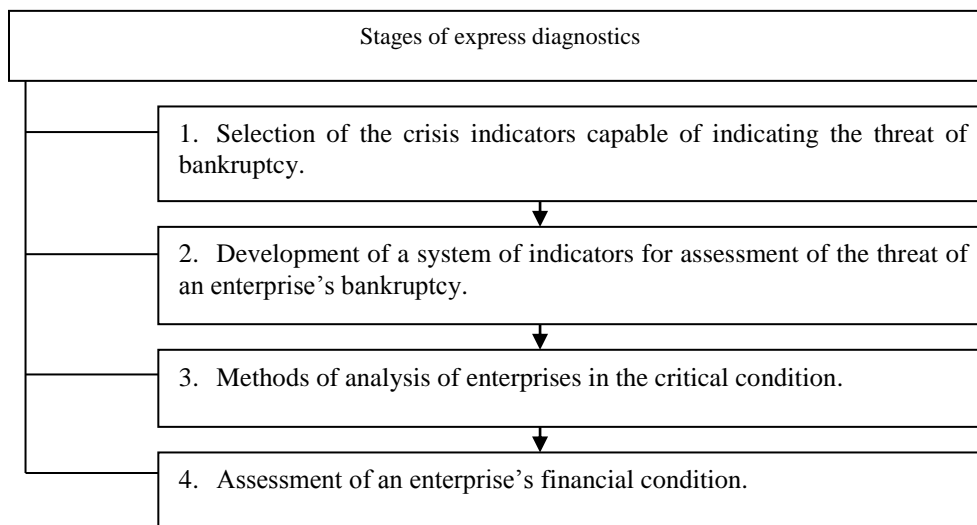 Stages of express diagnostics
1. Selection of the crisis indicators capable of indicating the threat of
bankruptcy.
2. Development of a system of indicators for assessment of the threat of
an enterprise’s bankruptcy.
3. Methods of analysis of enterprises in the critical condition.
4. Assessment of an enterprise’s financial condition.